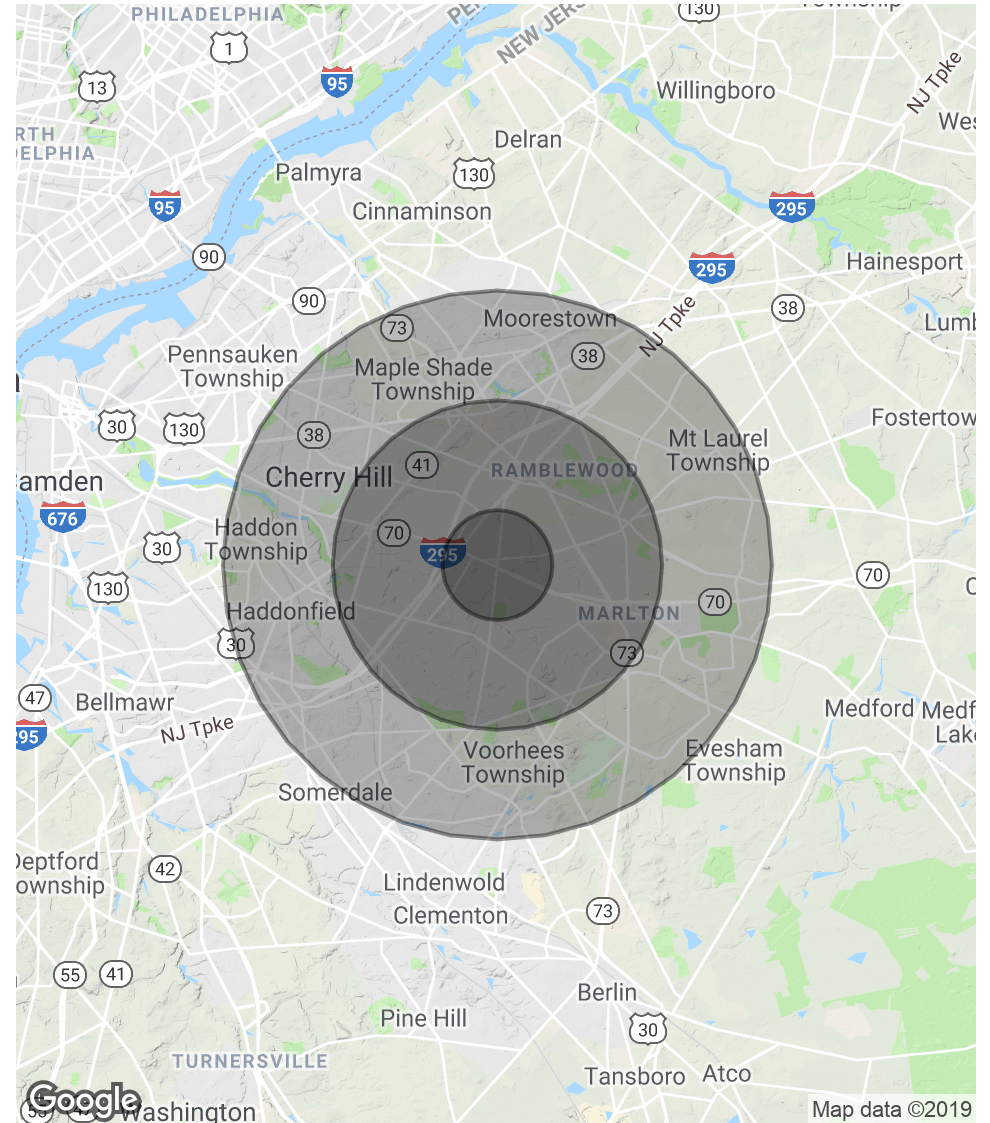 PHILADELPHIA
130
1
NEW JERS
95
13
NJ Tpke
Willingboro
Wes
Delran
RTH
DELPHIA
Palmyra
130
95
Cinnaminson
295
90
Hainesport
295
90
38
Moorestown
NJ Tpke
73
Lumb
38
Pennsauken
Township
Maple Shade
Township
30
130
38
Fostertow
Mt Laurel
Township
41
RAMBLEWOOD
Cherry Hill
amden
676
Haddon
Township
70
30
295
70
130
70
Haddonfield
MARLTON
30
73
47
Bellmawr
Medford
Medf
Lake
NJ Tpke
295
Voorhees
Township
Evesham
Township
Somerdale
Deptford
ownship
42
Lindenwold
Clementon
73
55
41
Berlin
Pine Hill
30
TURNERSVILLE
Tansboro
Atco
Google
Washington
Map data ©2019